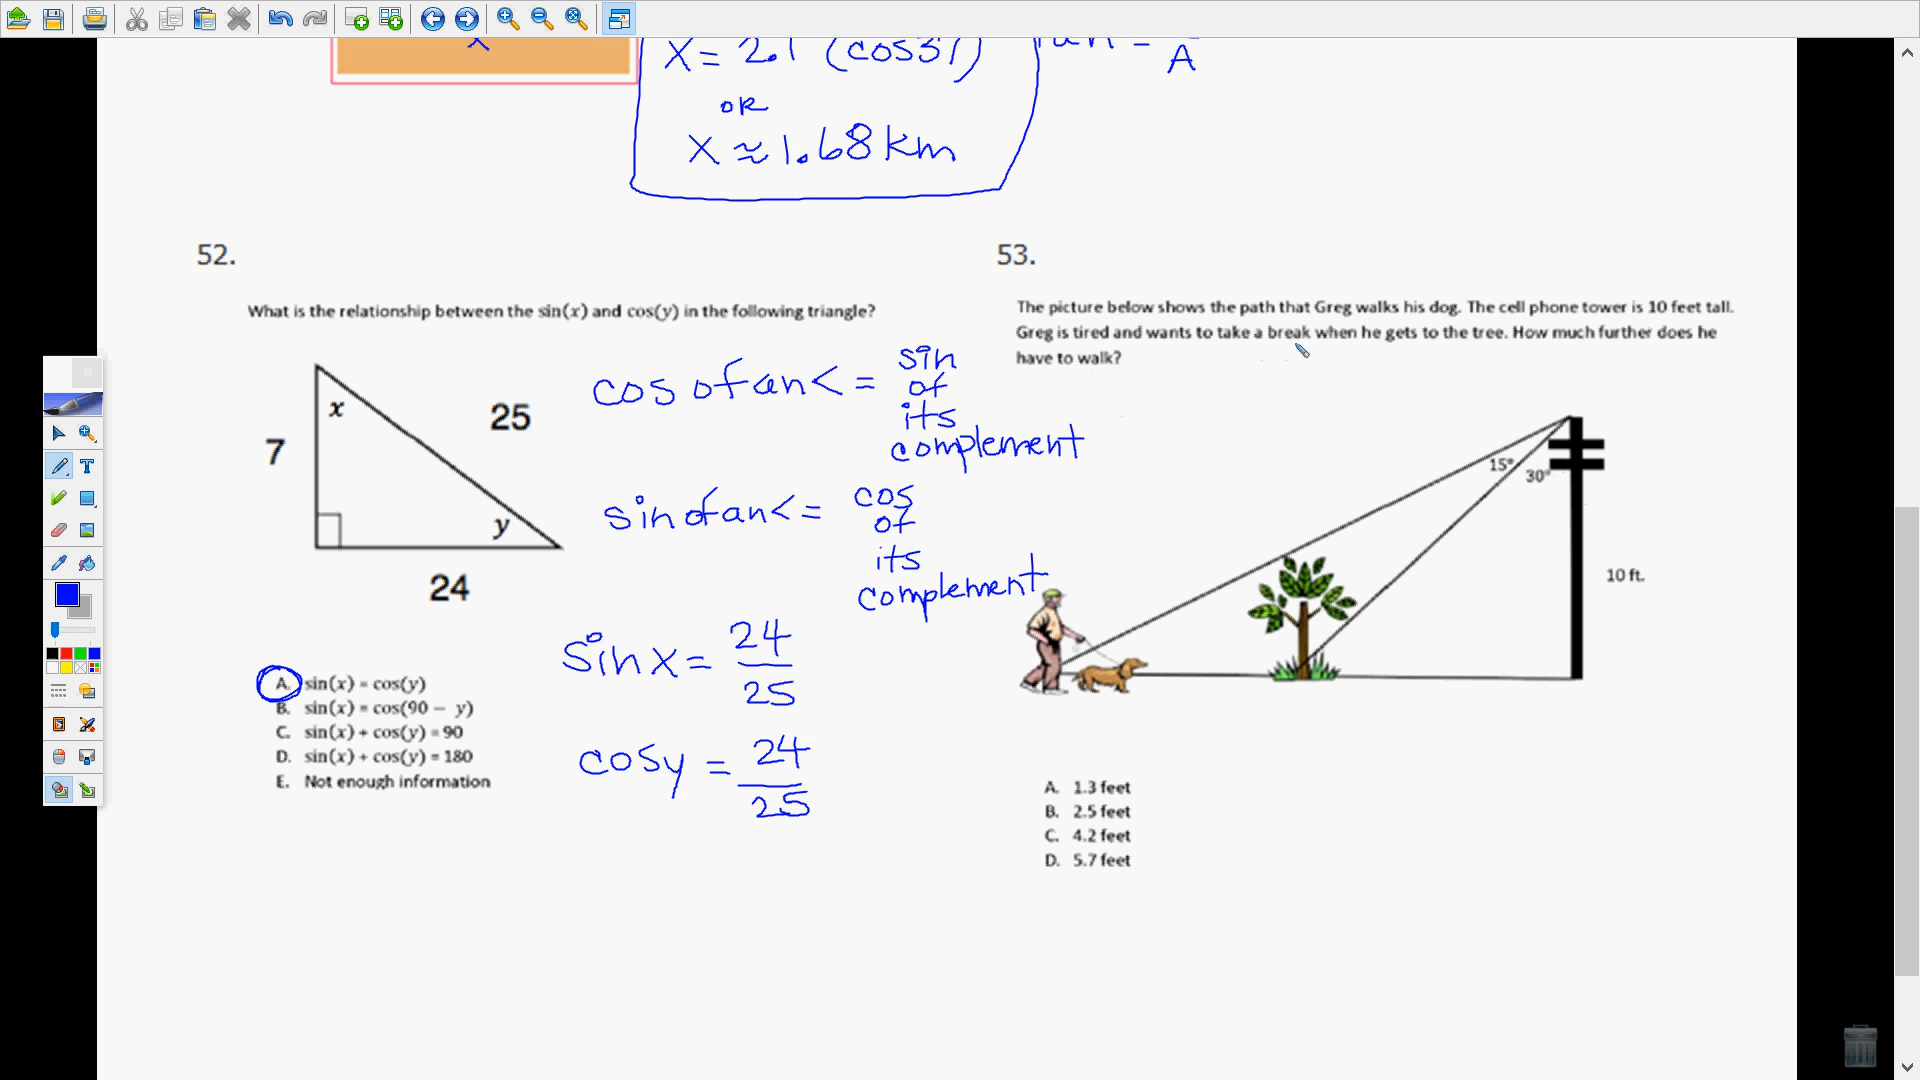 x
X = 2.1 (cos37)
A
OR
X ≈ 1.68 km
52.
What is the relationship between the sin(x) and cos(y) in the following triangle?
x
7
25
y
24
cos of an < = sin of its complement
sin of an < = cos of its complement
sin x = 24/25
cos y = 24/25
A. sin(x) = cos(y)
B. sin(x) = cos(90 − y)
C. sin(x) + cos(y) = 90
D. sin(x) + cos(y) = 180
E. Not enough information
53.
The picture below shows the path that Greg walks his dog. The cell phone tower is 10 feet tall.
Greg is tired and wants to take a break when he gets to the tree. How much further does he
have to walk?
15°
30°
10 ft.
A. 1.3 feet
B. 2.5 feet
C. 4.2 feet
D. 5.7 feet